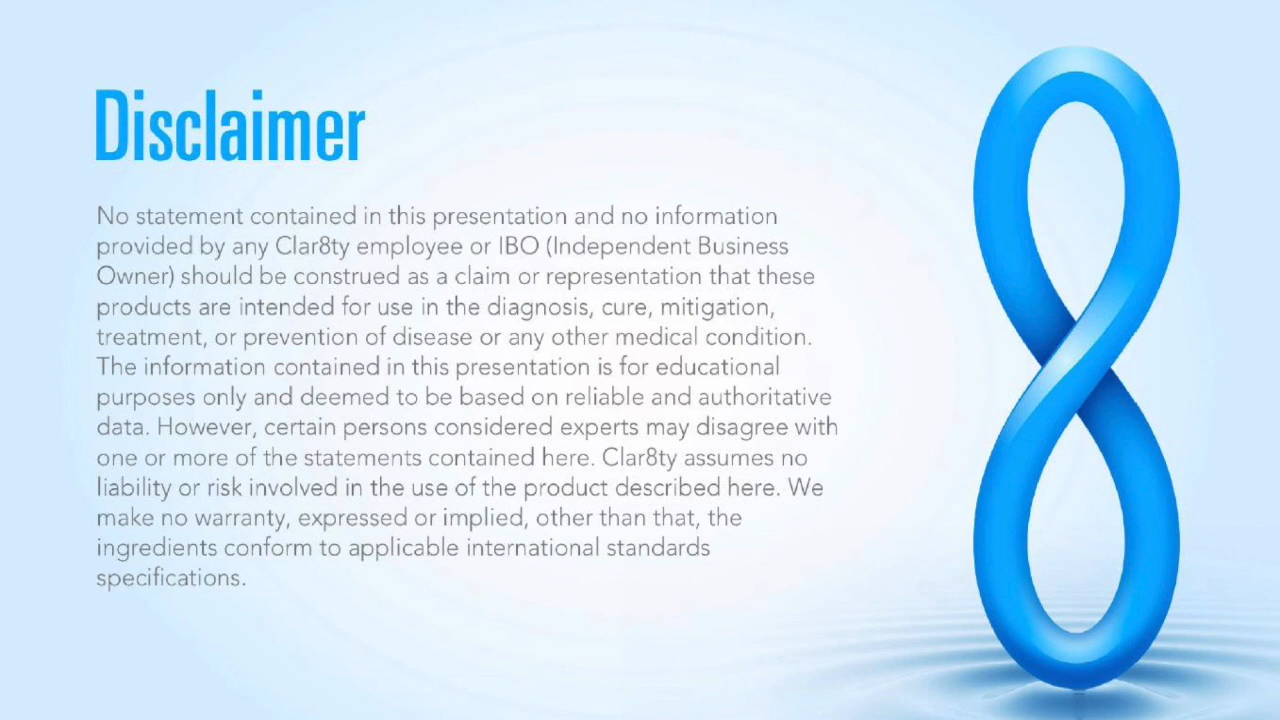 Disclaimer
No statement contained in this presentation and no information
provided by any Clar8ty employee or IBO (Independent Business
Owner) should be construed as a claim or representation that these
products are intended for use in the diagnosis, cure, mitigation,
treatment, or prevention of disease or any other medical condition.
The information contained in this presentation is for educational
purposes only and deemed to be based on reliable and authoritative
data. However, certain persons considered experts may disagree with
one or more of the statements contained here. Clar8ty assumes no
liability or risk involved in the use of the product described here. We
make no warranty, expressed or implied, other than that, the
ingredients conform to applicable international standards
specifications.